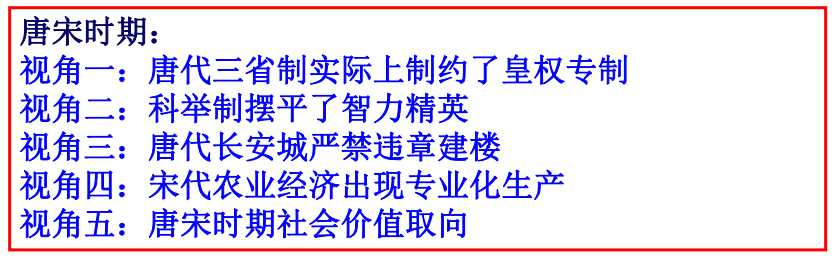 唐宋时期：
视角一：唐代三省制实际上制约了皇权专制
视角二：科举制摆平了智力精英
视角三：唐代长安城严禁违章建楼
视角四：宋代农业经济出现专业化生产
视角五：唐宋时期社会价值取向